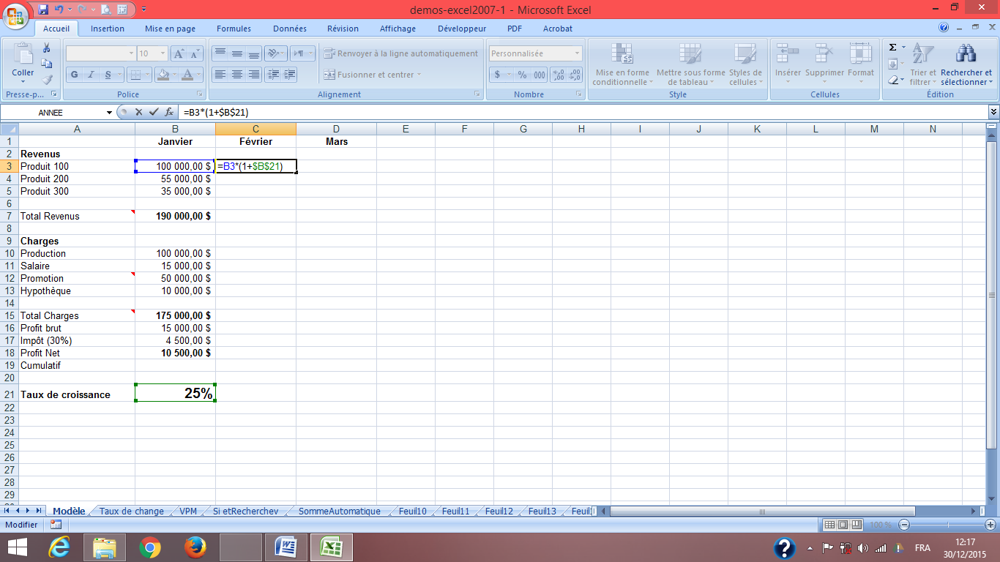 demos-excel2007-1 - Microsoft Excel
Accueil Insertion Mise en page Formules Données Révision Affichage Développeur PDF Acrobat
Coller
Presse-p...
10 A A
G I S A
Police
Renvoyer à la ligne automatiquement
Fusionner et centrer
Alignement
Personnalisée
$ % 000
Nombre
Mise en forme conditionnelle
Mettre sous forme de tableau
Styles de cellules
Style
Insérer Supprimer Format
Cellules
Σ
Trier et filtrer
Rechercher et sélectionner
Édition
ANNEE fx =B3*(1+$B$21)
A B C D E F G H I J K L M N
1 Janvier Février Mars
2 Revenus
3 Produit 100 100 000,00 $ =B3*(1+$B$21)
4 Produit 200 55 000,00 $
5 Produit 300 35 000,00 $
6
7 Total Revenus 190 000,00 $
8
9 Charges
10 Production 100 000,00 $
11 Salaire 15 000,00 $
12 Promotion 50 000,00 $
13 Hypothèque 10 000,00 $
14
15 Total Charges 175 000,00 $
16 Profit brut 15 000,00 $
17 Impôt (30%) 4 500,00 $
18 Profit Net 10 500,00 $
19 Cumulatif
20
21 Taux de croissance 25%
22
23
24
25
26
27
28
29
Modèle Taux de change VPM Si etRecherchev SommeAutomatique Feuil10 Feuil11 Feuil12 Feuil13
Modifier 100 %
FRA 12:17
30/12/2015